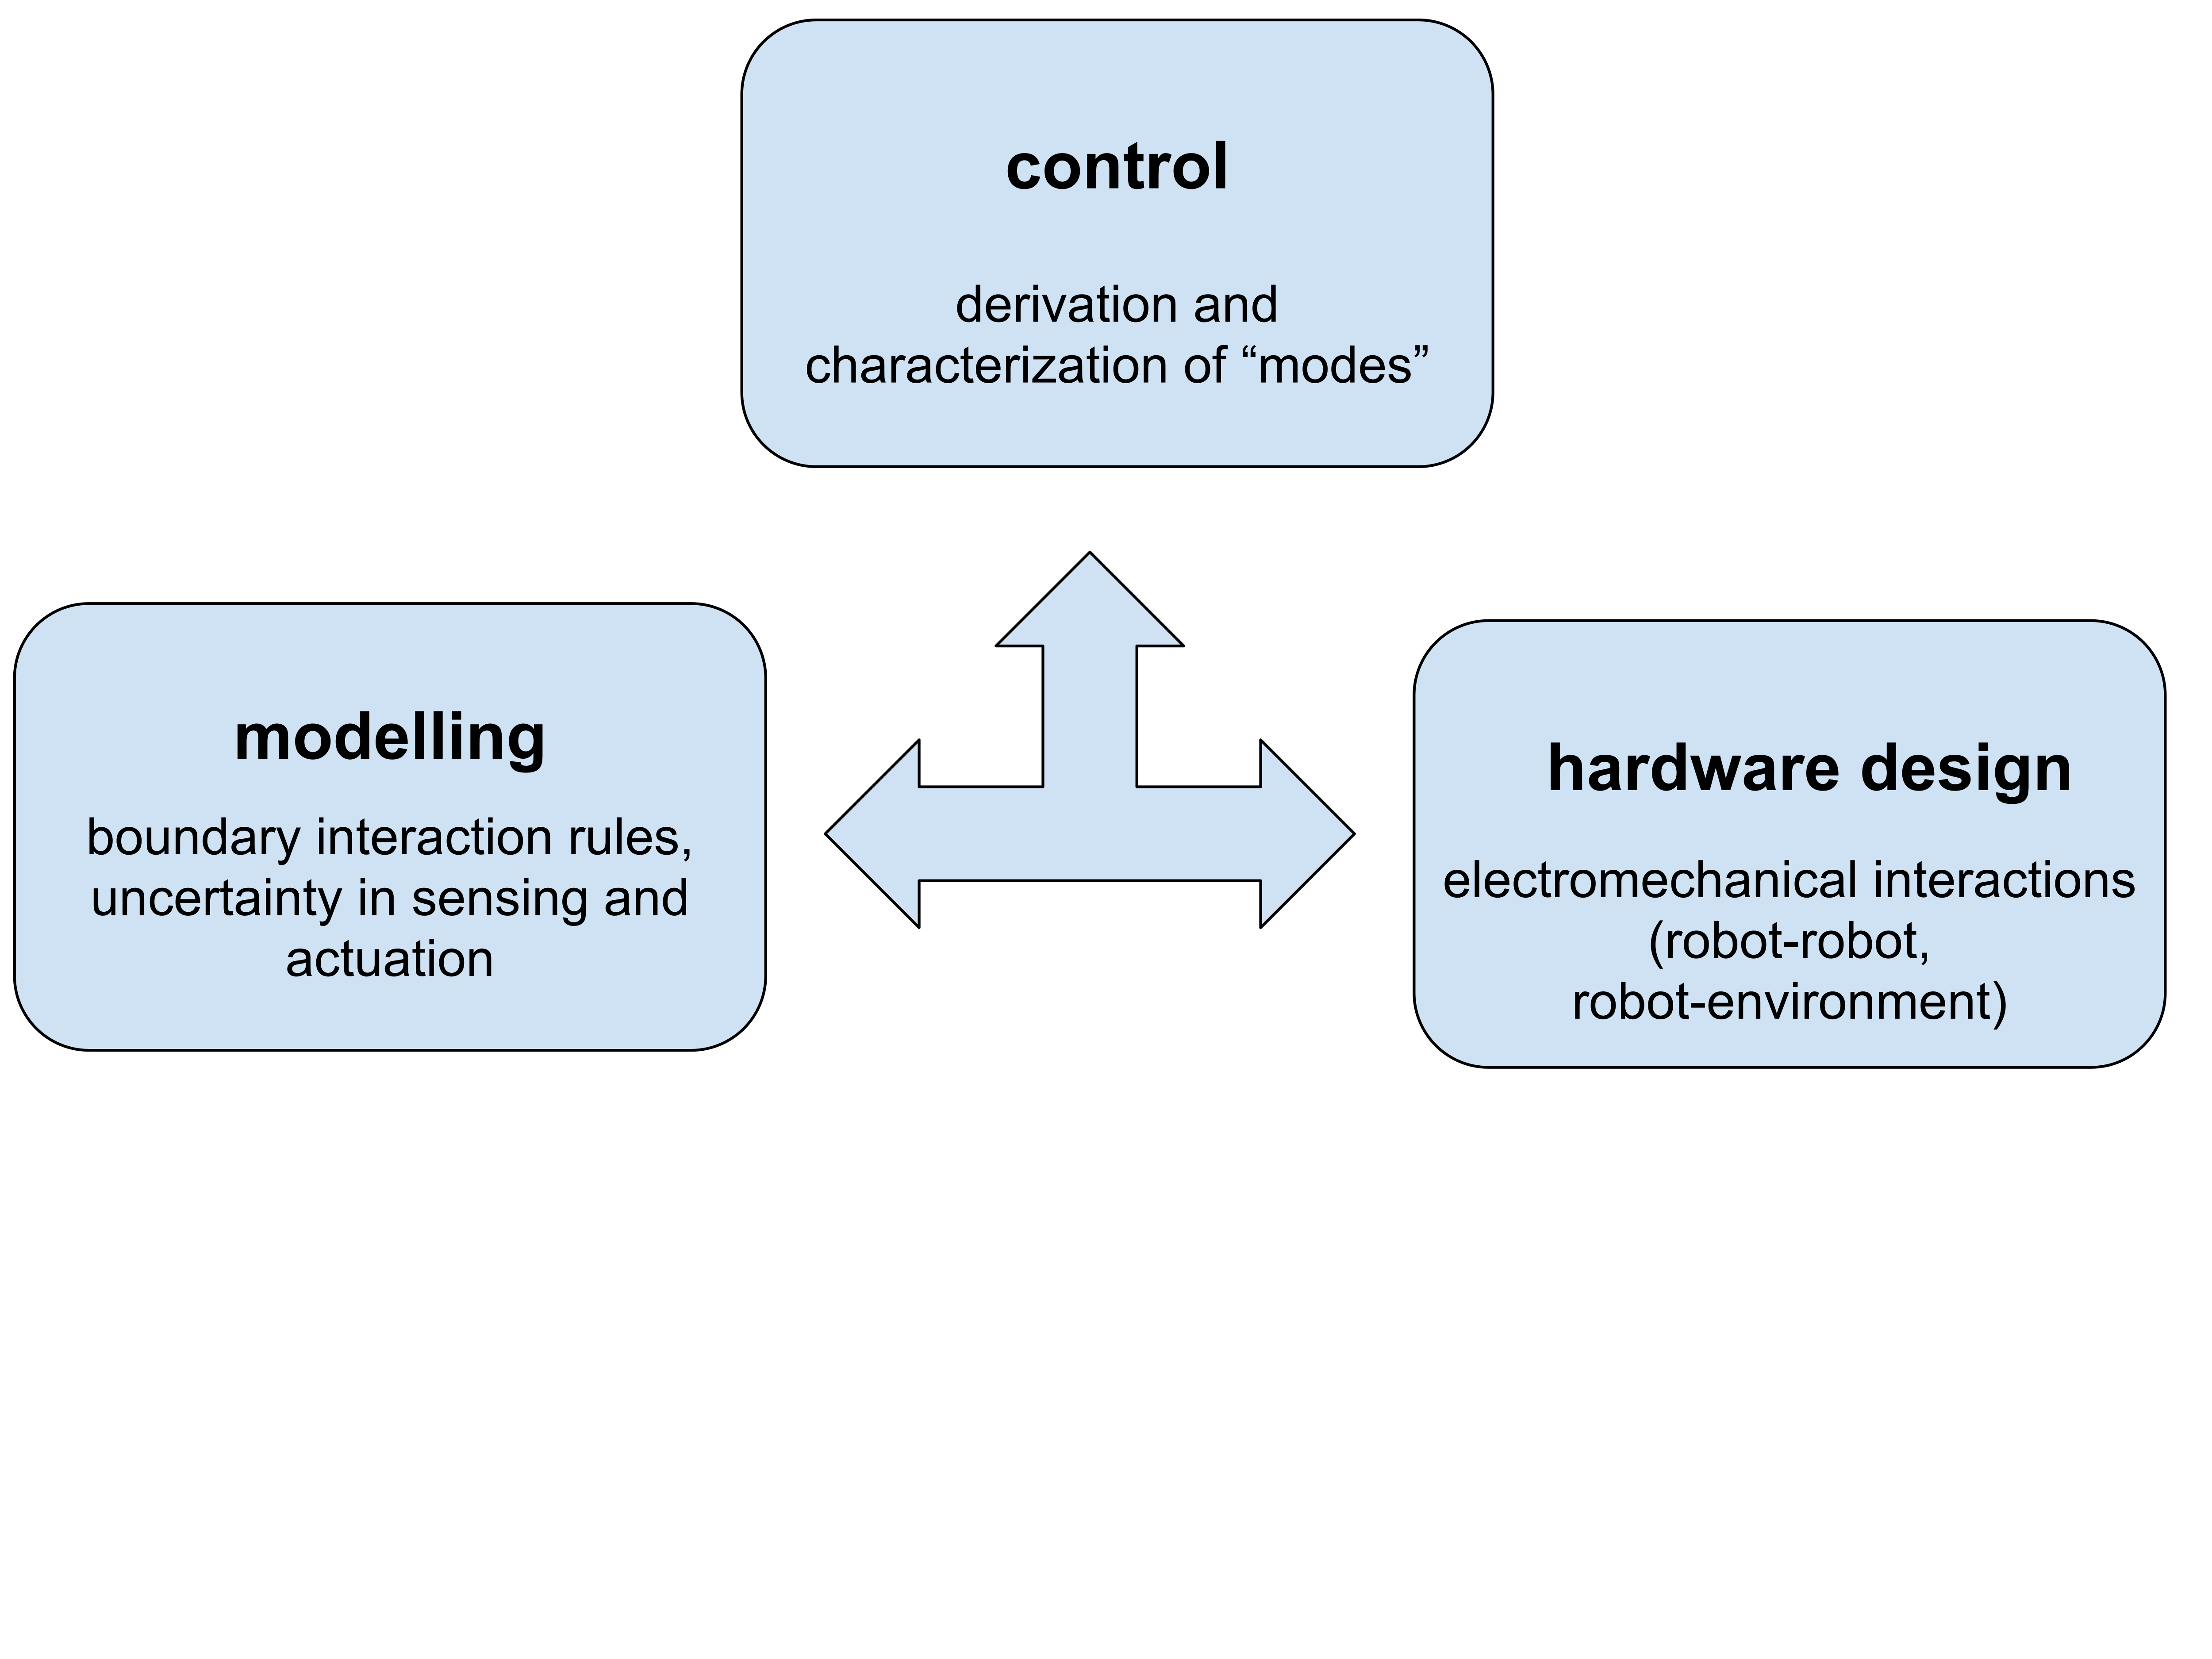 control
derivation and
characterization of “modes”
modelling
boundary interaction rules,
uncertainty in sensing and
actuation
hardware design
electromechanical interactions
(robot-robot,
robot-environment)